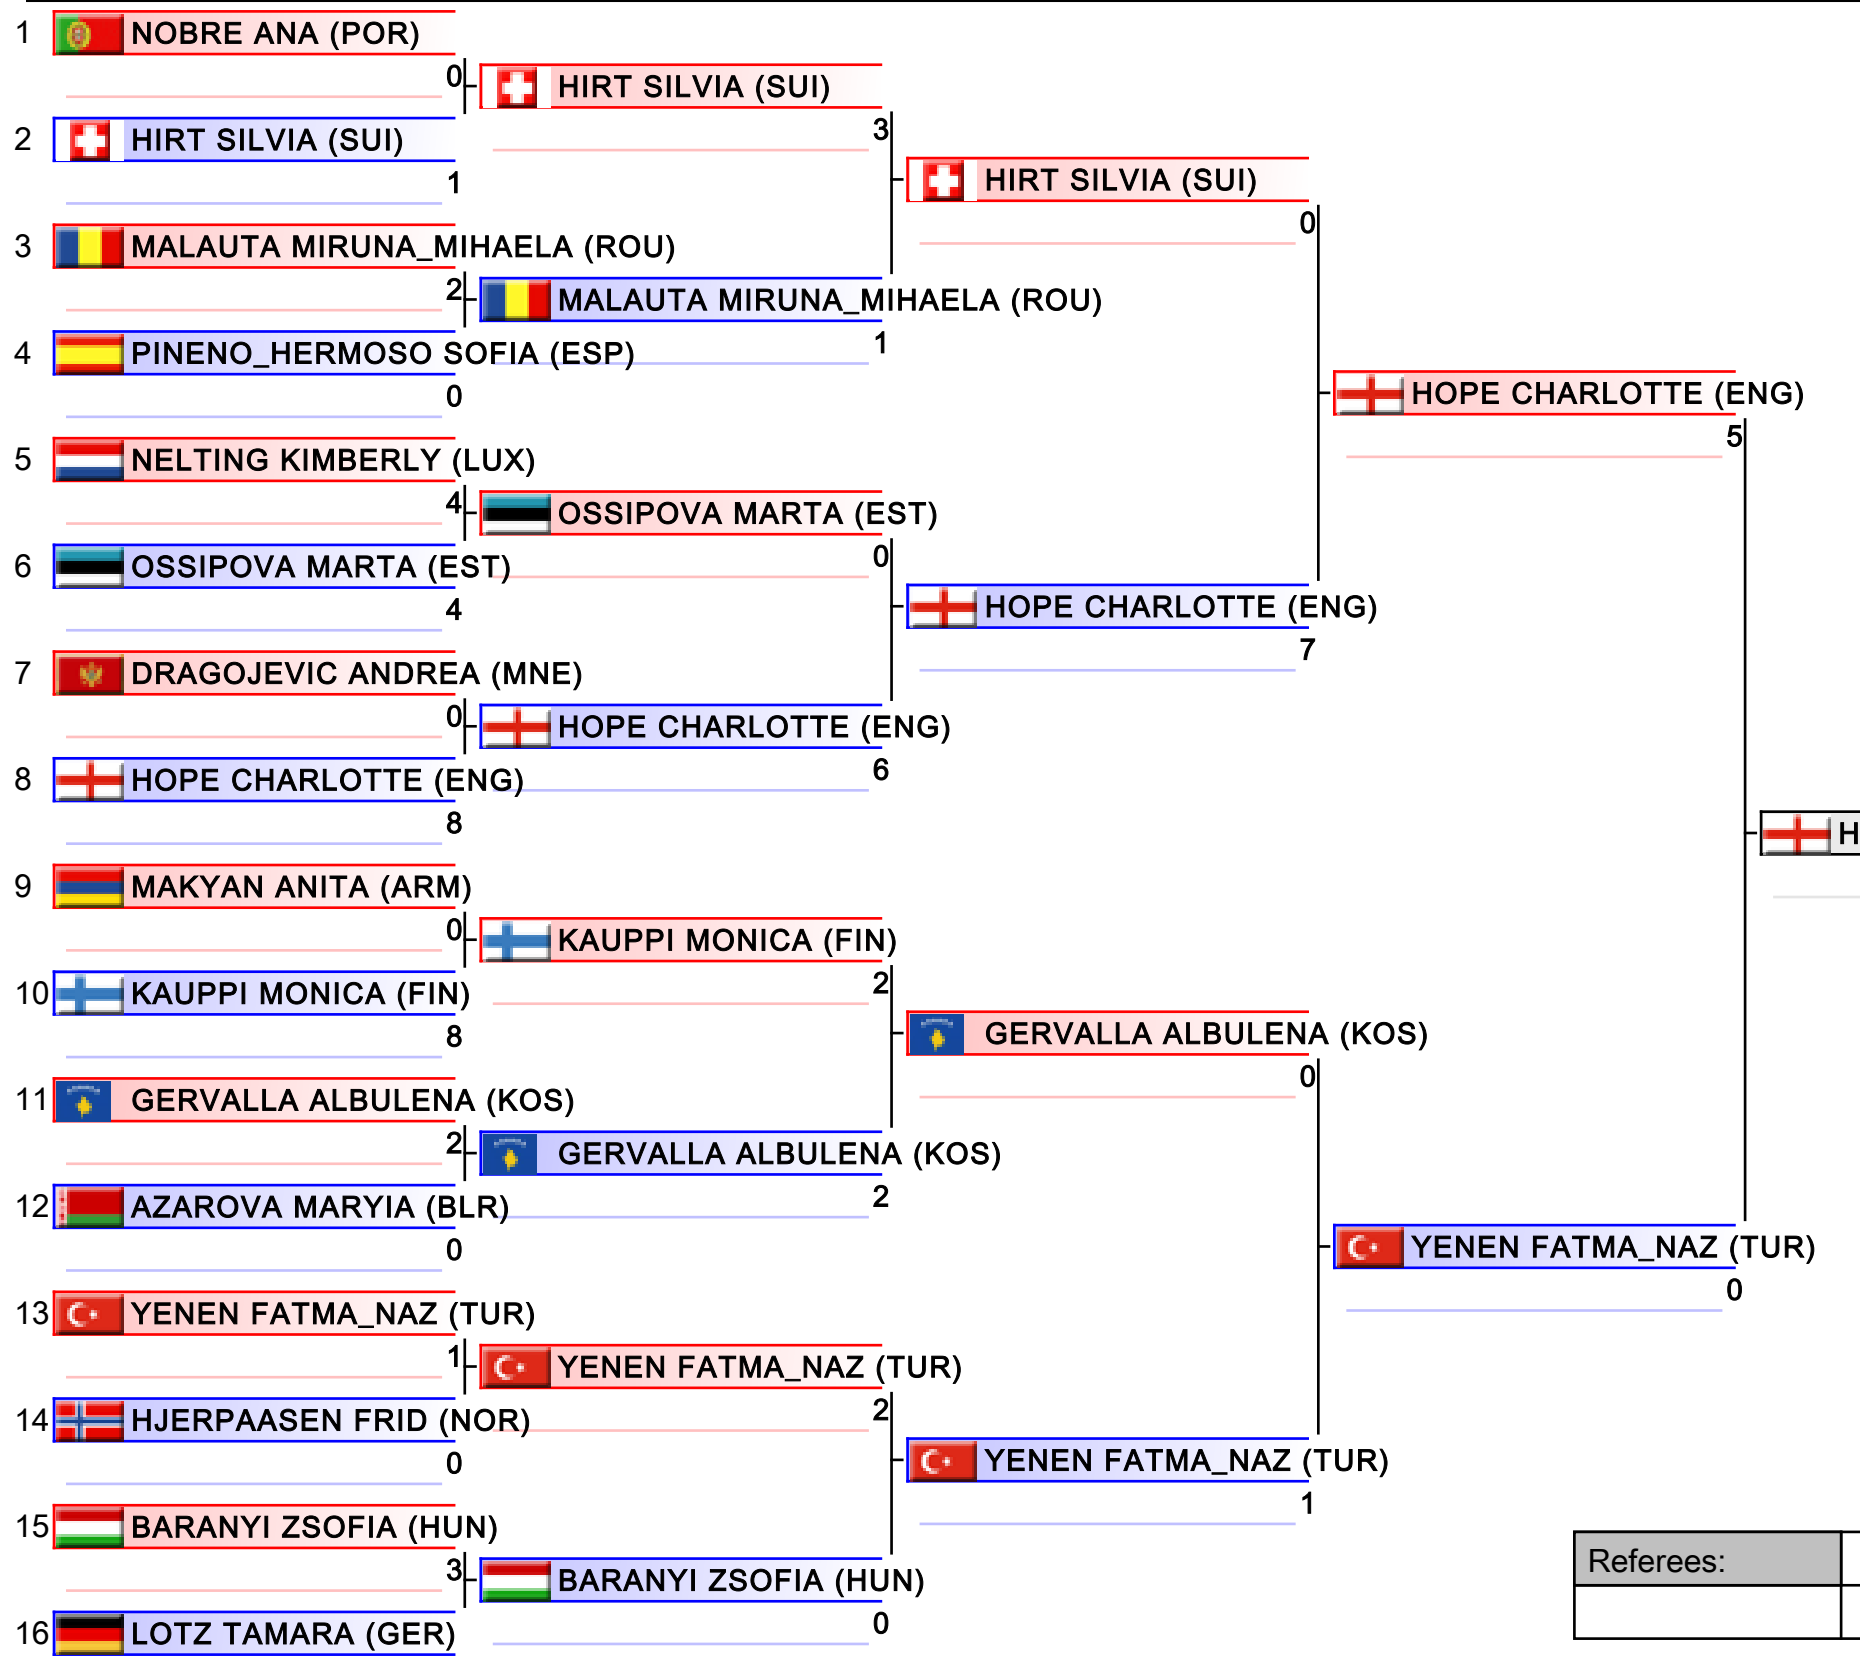 1 NOBRE ANA (POR)
0 HIRT SILVIA (SUI)
2 HIRT SILVIA (SUI)
3
1
HIRT SILVIA (SUI)
0
3 MALAUTA MIRUNA_MIHAELA (ROU)
2 MALAUTA MIRUNA_MIHAELA (ROU)
1
4 PINENO_HERMOSO SOFIA (ESP)
0
HOPE CHARLOTTE (ENG)
5
5 NELTING KIMBERLY (LUX)
4 OSSIPOVA MARTA (EST)
0
6 OSSIPOVA MARTA (EST)
4
HOPE CHARLOTTE (ENG)
7
7 DRAGOJEVIC ANDREA (MNE)
0 HOPE CHARLOTTE (ENG)
6
8 HOPE CHARLOTTE (ENG)
8
H
9 MAKYAN ANITA (ARM)
0 KAUPPI MONICA (FIN)
2
10 KAUPPI MONICA (FIN)
8
GERVALLA ALBULENA (KOS)
0
11 GERVALLA ALBULENA (KOS)
2 GERVALLA ALBULENA (KOS)
2
12 AZAROVA MARYIA (BLR)
0
YENEN FATMA_NAZ (TUR)
0
13 YENEN FATMA_NAZ (TUR)
1 YENEN FATMA_NAZ (TUR)
2
14 HJERPAASEN FRID (NOR)
0
YENEN FATMA_NAZ (TUR)
1
15 BARANYI ZSOFIA (HUN)
3 BARANYI ZSOFIA (HUN)
0
16 LOTZ TAMARA (GER)
Referees: